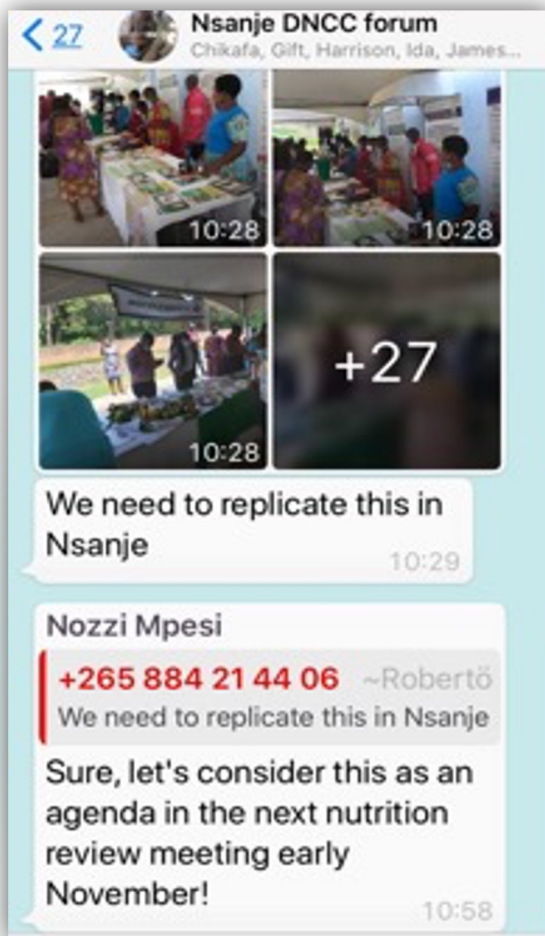 27
Nsanje DNCC forum
Chikafa, Gift, Harrison, Ida, James...
10:28
10:28
10:28
+27
We need to replicate this in
Nsanje
10:29
Nozzi Mpesi
+265 884 21 44 06 ~Robertö
We need to replicate this in Nsanje
Sure, let's consider this as an
agenda in the next nutrition
review meeting early
November!
10:58